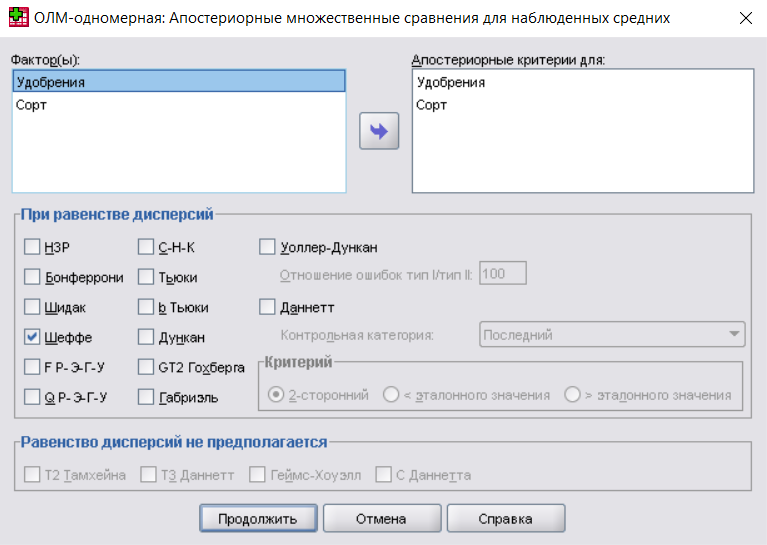 ОЛМ-одномерная: Апостериорные множественные сравнения для наблюденных средних
Фактор(ы):
Удобрения
Сорт
Апостериорные критерии для:
Удобрения
Сорт
При равенстве дисперсий
НЗР
С-Н-К
Уоллер-Дункан
Бонферрони
Тьюки
Отношение ошибок тип I/тип II:
100
Шидак
b Тьюки
Даннетт
Шеффе
Дункан
Контрольная категория:
Последний
F Р-Э-Г-У
GT2 Гохберга
Критерий
Q Р-Э-Г-У
Габриэль
2-сторонний
< эталонного значения
> эталонного значения
Равенство дисперсий не предполагается
Т2 Тамхейна
Т3 Даннетт
Геймс-Хоуэлл
С Даннетта
Продолжить
Отмена
Справка